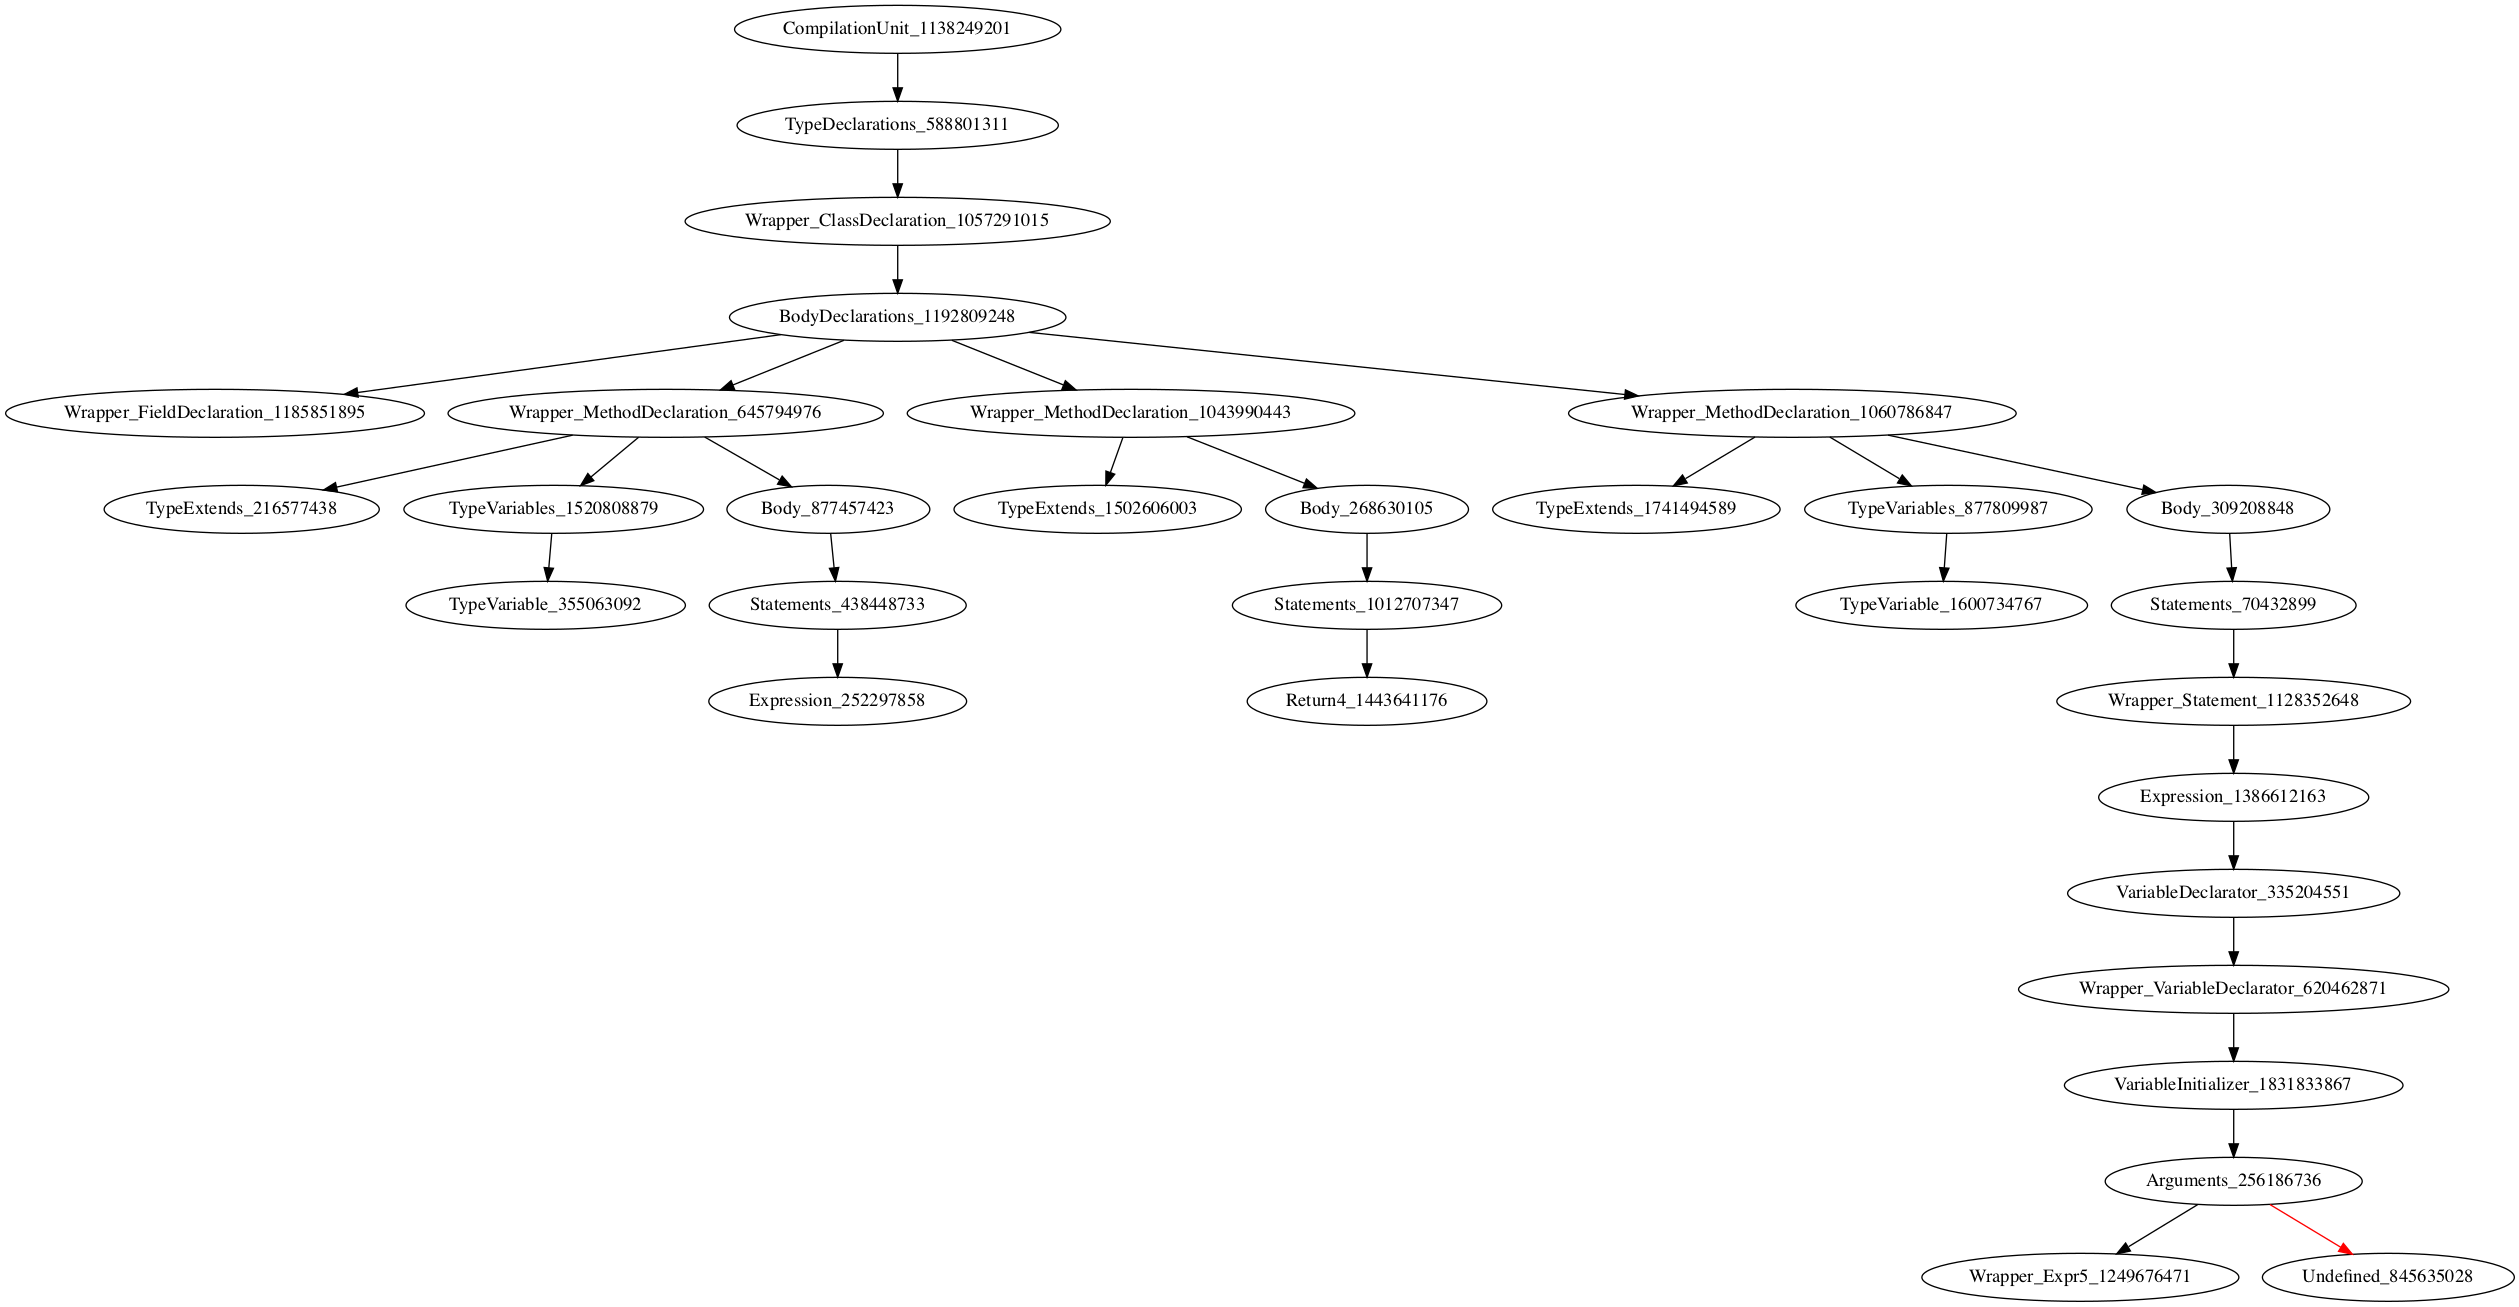 CompilationUnit_1138249201
TypeDeclarations_588801311
Wrapper_ClassDeclaration_1057291015
BodyDeclarations_1192809248
Wrapper_FieldDeclaration_1185851895
Wrapper_MethodDeclaration_645794976
Wrapper_MethodDeclaration_1043990443
Wrapper_MethodDeclaration_1060786847
TypeExtends_216577438
TypeVariables_1520808879
Body_877457423
TypeExtends_1502606003
Body_268630105
TypeExtends_1741494589
TypeVariables_877809987
Body_309208848
TypeVariable_355063092
Statements_438448733
Statements_1012707347
TypeVariable_1600734767
Statements_70432899
Expression_252297858
Return4_1443641176
Wrapper_Statement_1128352648
Expression_1386612163
VariableDeclarator_335204551
Wrapper_VariableDeclarator_620462871
VariableInitializer_1831833867
Arguments_256186736
Wrapper_Expr5_1249676471
Undefined_845635028